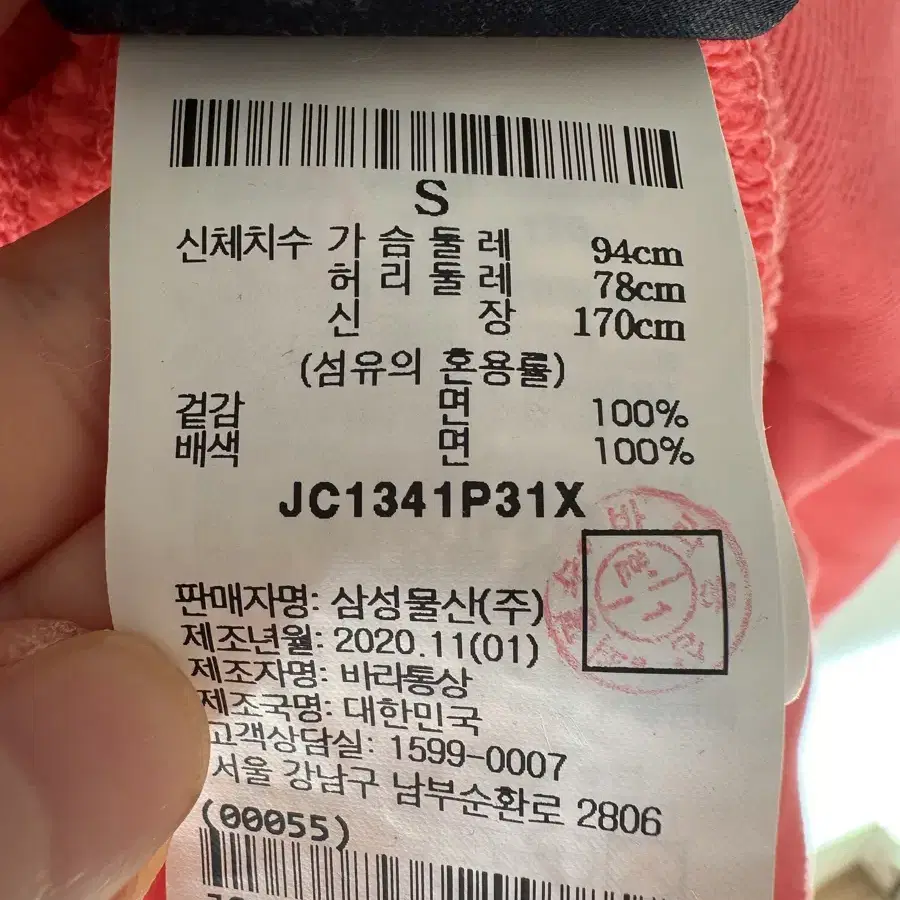 S
신체치수 가 슴 둘 레 94cm
허 리 둘 레 78cm
신 장 170cm
(섬유의 혼용률)
겉감 면 100%
배색 면 100%
JC1341P31X
판매자명: 삼성물산(주)
제조년월: 2020.11(01)
제조자명: 바라통상
제조국명: 대한민국
고객상담실: 1599-0007
서울 강남구 남부순환로 2806
(00055)